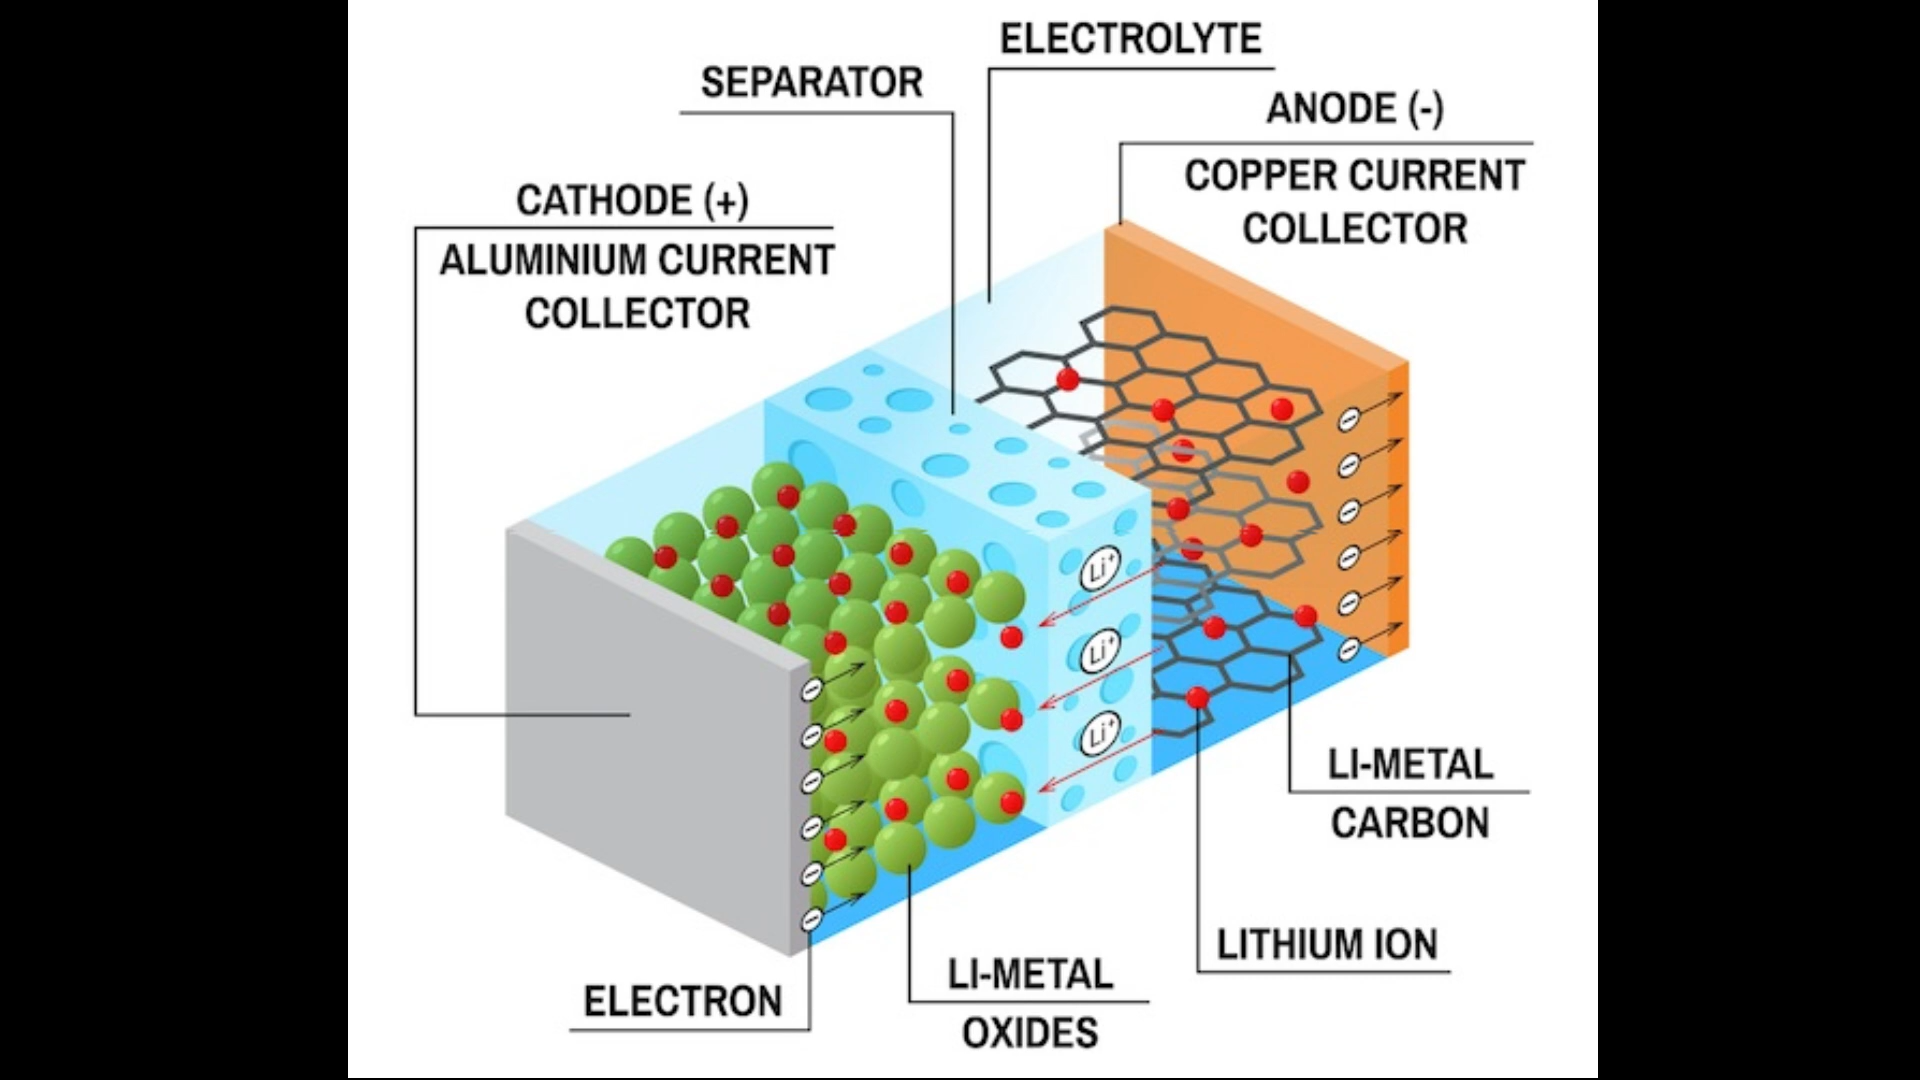 ELECTROLYTE
SEPARATOR
ANODE (-)
COPPER CURRENT
COLLECTOR
CATHODE (+)
ALUMINIUM CURRENT
COLLECTOR
Li+
Li+
Li+
LI-METAL
CARBON
LITHIUM ION
LI-METAL
OXIDES
ELECTRON